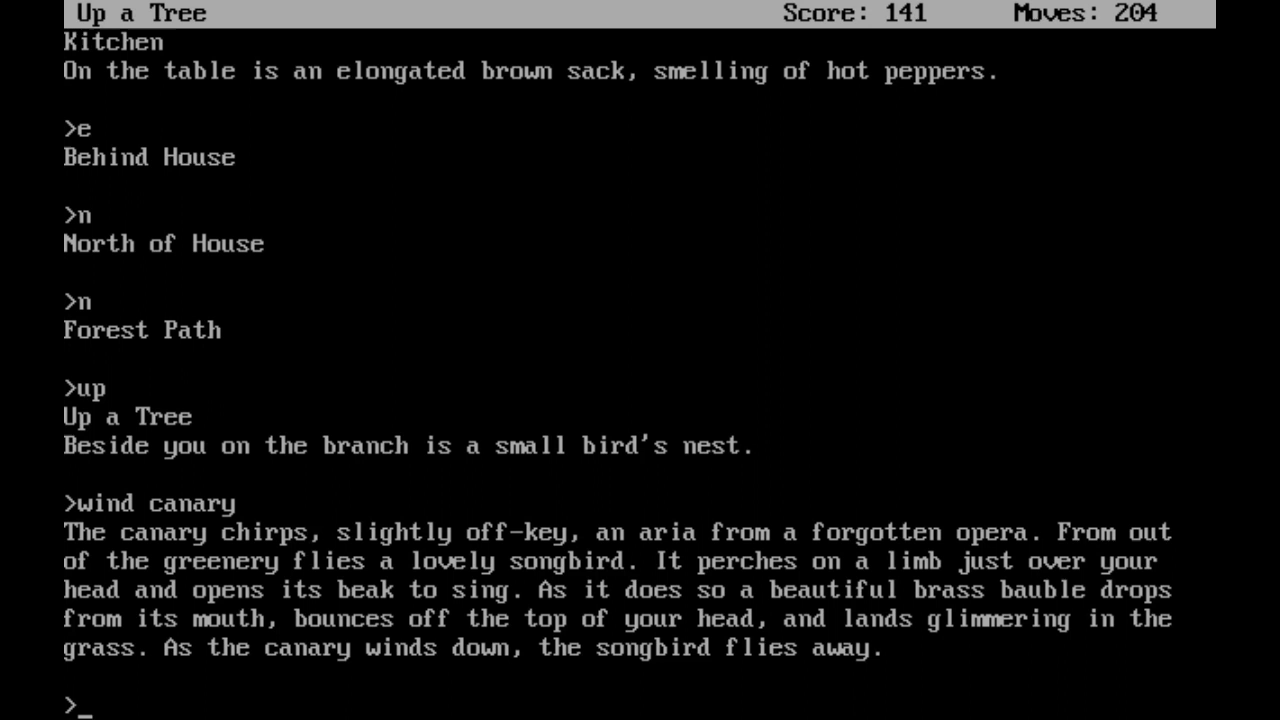 Up a Tree Score: 141 Moves: 204
Kitchen
On the table is an elongated brown sack, smelling of hot peppers.
>e
Behind House
>n
North of House
>n
Forest Path
>up
Up a Tree
Beside you on the branch is a small bird's nest.
>wind canary
The canary chirps, slightly off-key, an aria from a forgotten opera. From out
of the greenery flies a lovely songbird. It perches on a limb just over your
head and opens its beak to sing. As it does so a beautiful brass bauble drops
from its mouth, bounces off the top of your head, and lands glimmering in the
grass. As the canary winds down, the songbird flies away.
>_